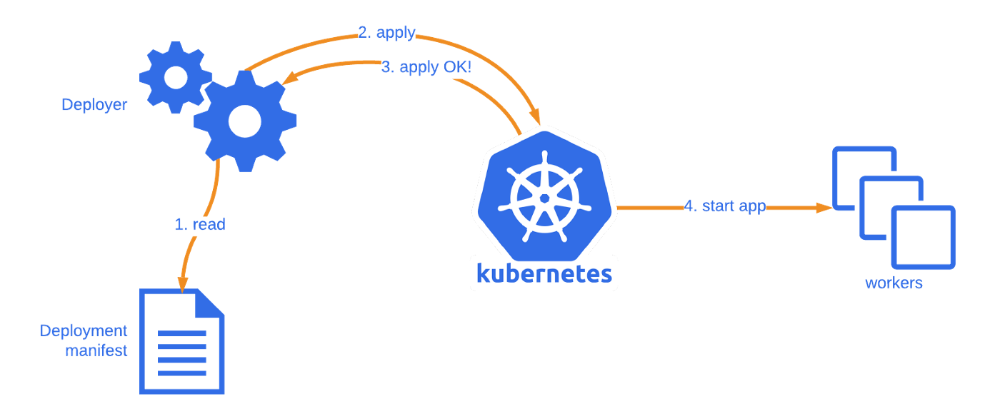 2. apply
3. apply OK!
Deployer
4. start app
1. read
kubernetes
workers
Deployment
manifest